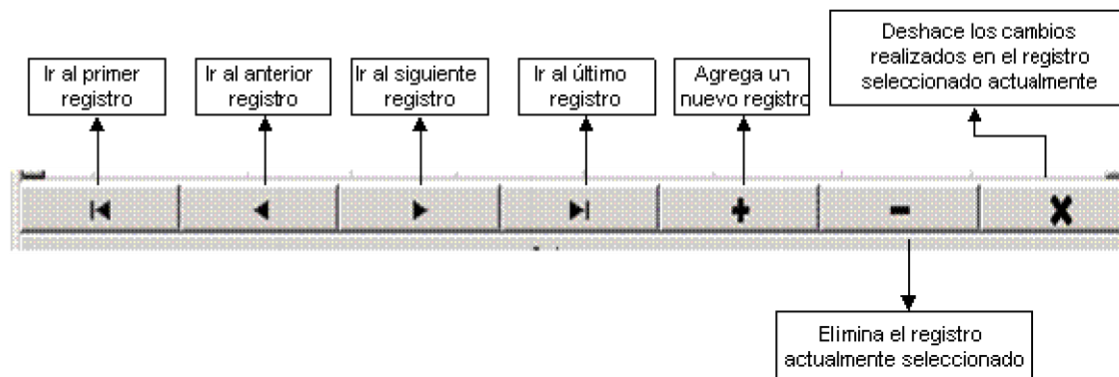 Deshace los cambios
realizados en el registro
seleccionado actualmente
Ir al primer
registro
Ir al anterior
registro
Ir al siguiente
registro
Ir al último
registro
Agrega un
nuevo registro
Elimina el registro
actualmente seleccionado